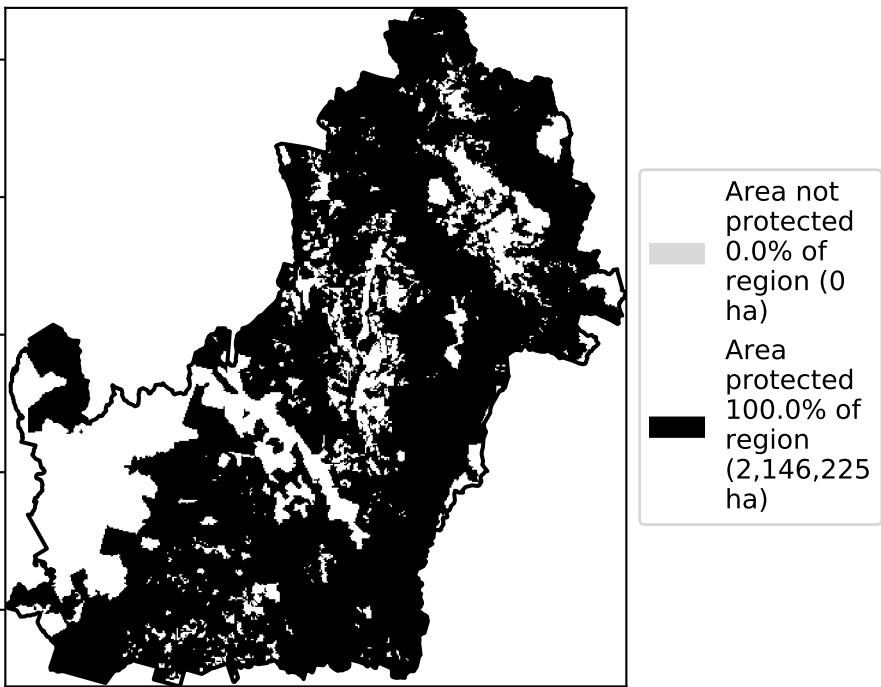 Area not
protected
0.0% of
region (0
ha)
Area
protected
100.0% of
region
(2,146,225
ha)